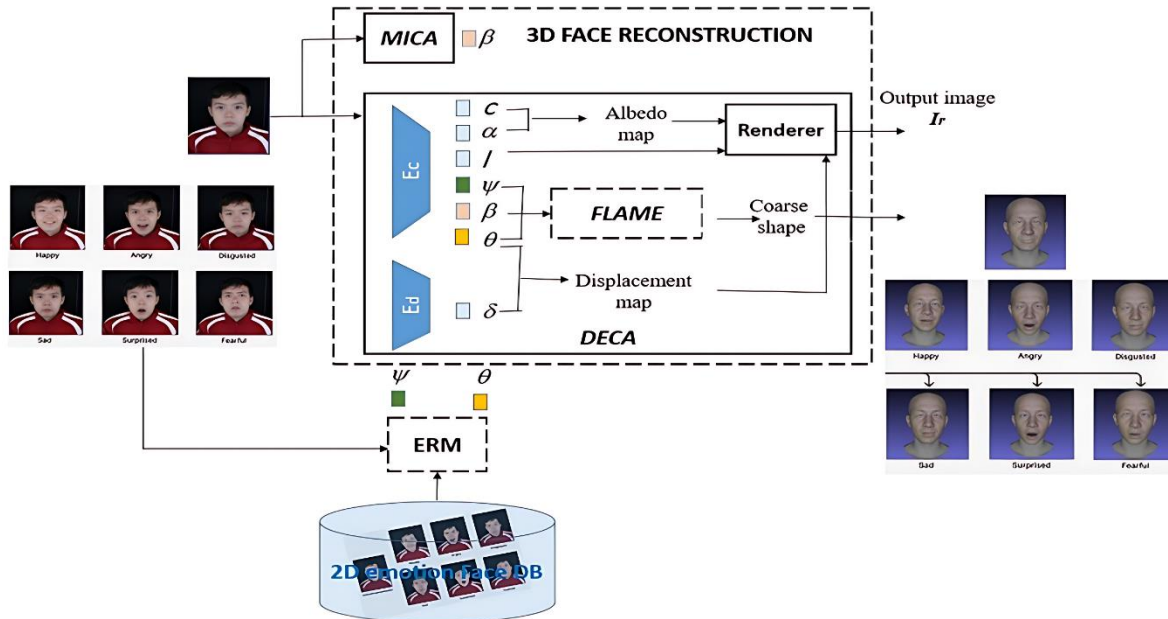 MICA
β
3D FACE RECONSTRUCTION
Ec
c
α
l
ψ
β
θ
Albedo
map
Renderer
Output image
Ir
FLAME
Coarse
shape
Ed
δ
Displacement
map
DECA
Happy
Angry
Disgusted
Sad
Surprised
Fearful
ψ
θ
ERM
2D emotion Face DB
Happy
Angry
Disgusted
Sad
Surprised
Fearful